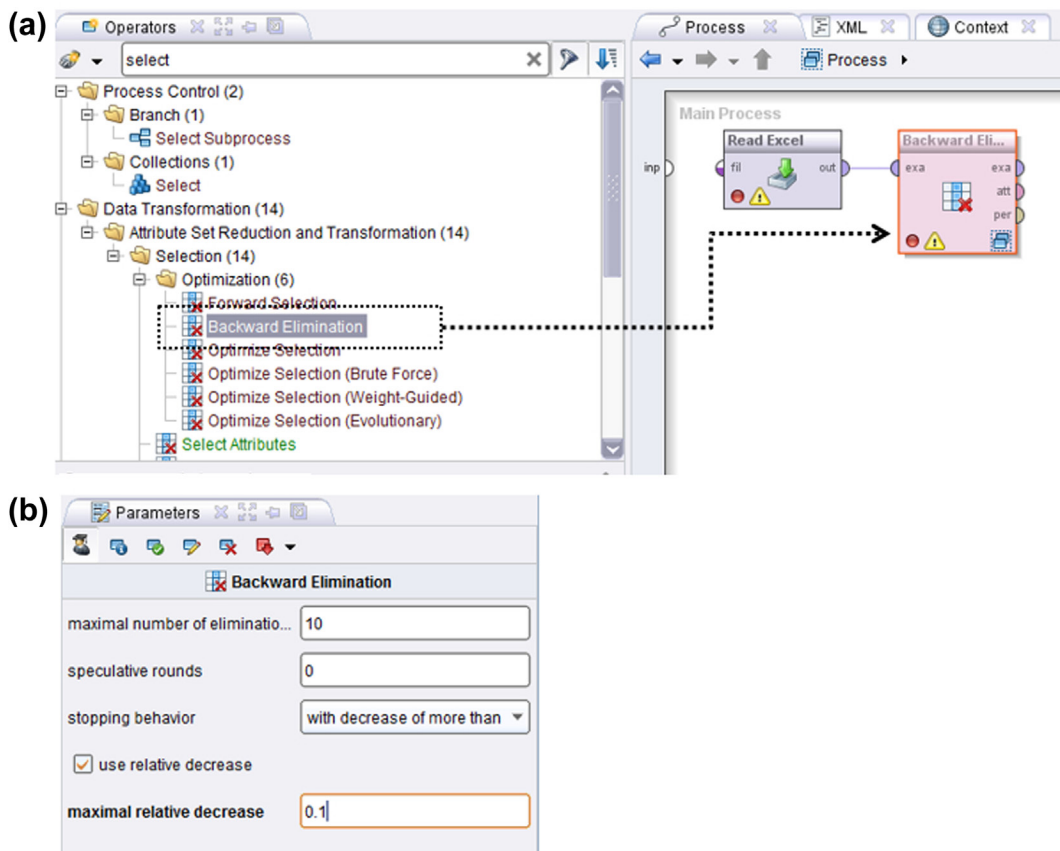 (a)
Operators
select
Process Control (2)
Branch (1)
Select Subprocess
Collections (1)
Select
Data Transformation (14)
Attribute Set Reduction and Transformation (14)
Selection (14)
Optimization (6)
Forward Selection
Backward Elimination
Optimize Selection
Optimize Selection (Brute Force)
Optimize Selection (Weight-Guided)
Optimize Selection (Evolutionary)
Select Attributes
Process XML Context
Process
Main Process
Read Excel
inp fil out
Backward Eli...
exa exa
att
per
(b)
Parameters
Backward Elimination
maximal number of eliminatio... 10
speculative rounds 0
stopping behavior with decrease of more than
use relative decrease
maximal relative decrease 0.1